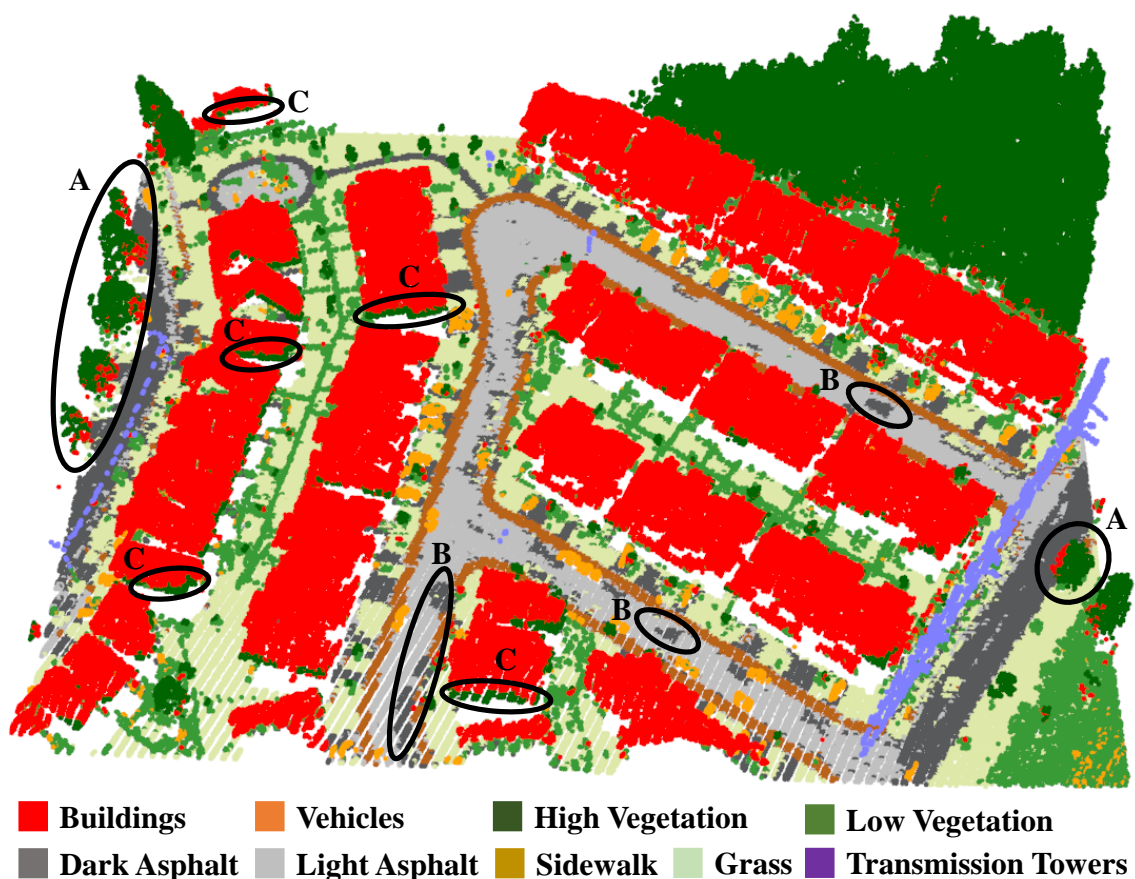 C
A
C
C
B
A
C
B
B
C
Buildings Vehicles High Vegetation Low Vegetation
Dark Asphalt Light Asphalt Sidewalk Grass Transmission Towers